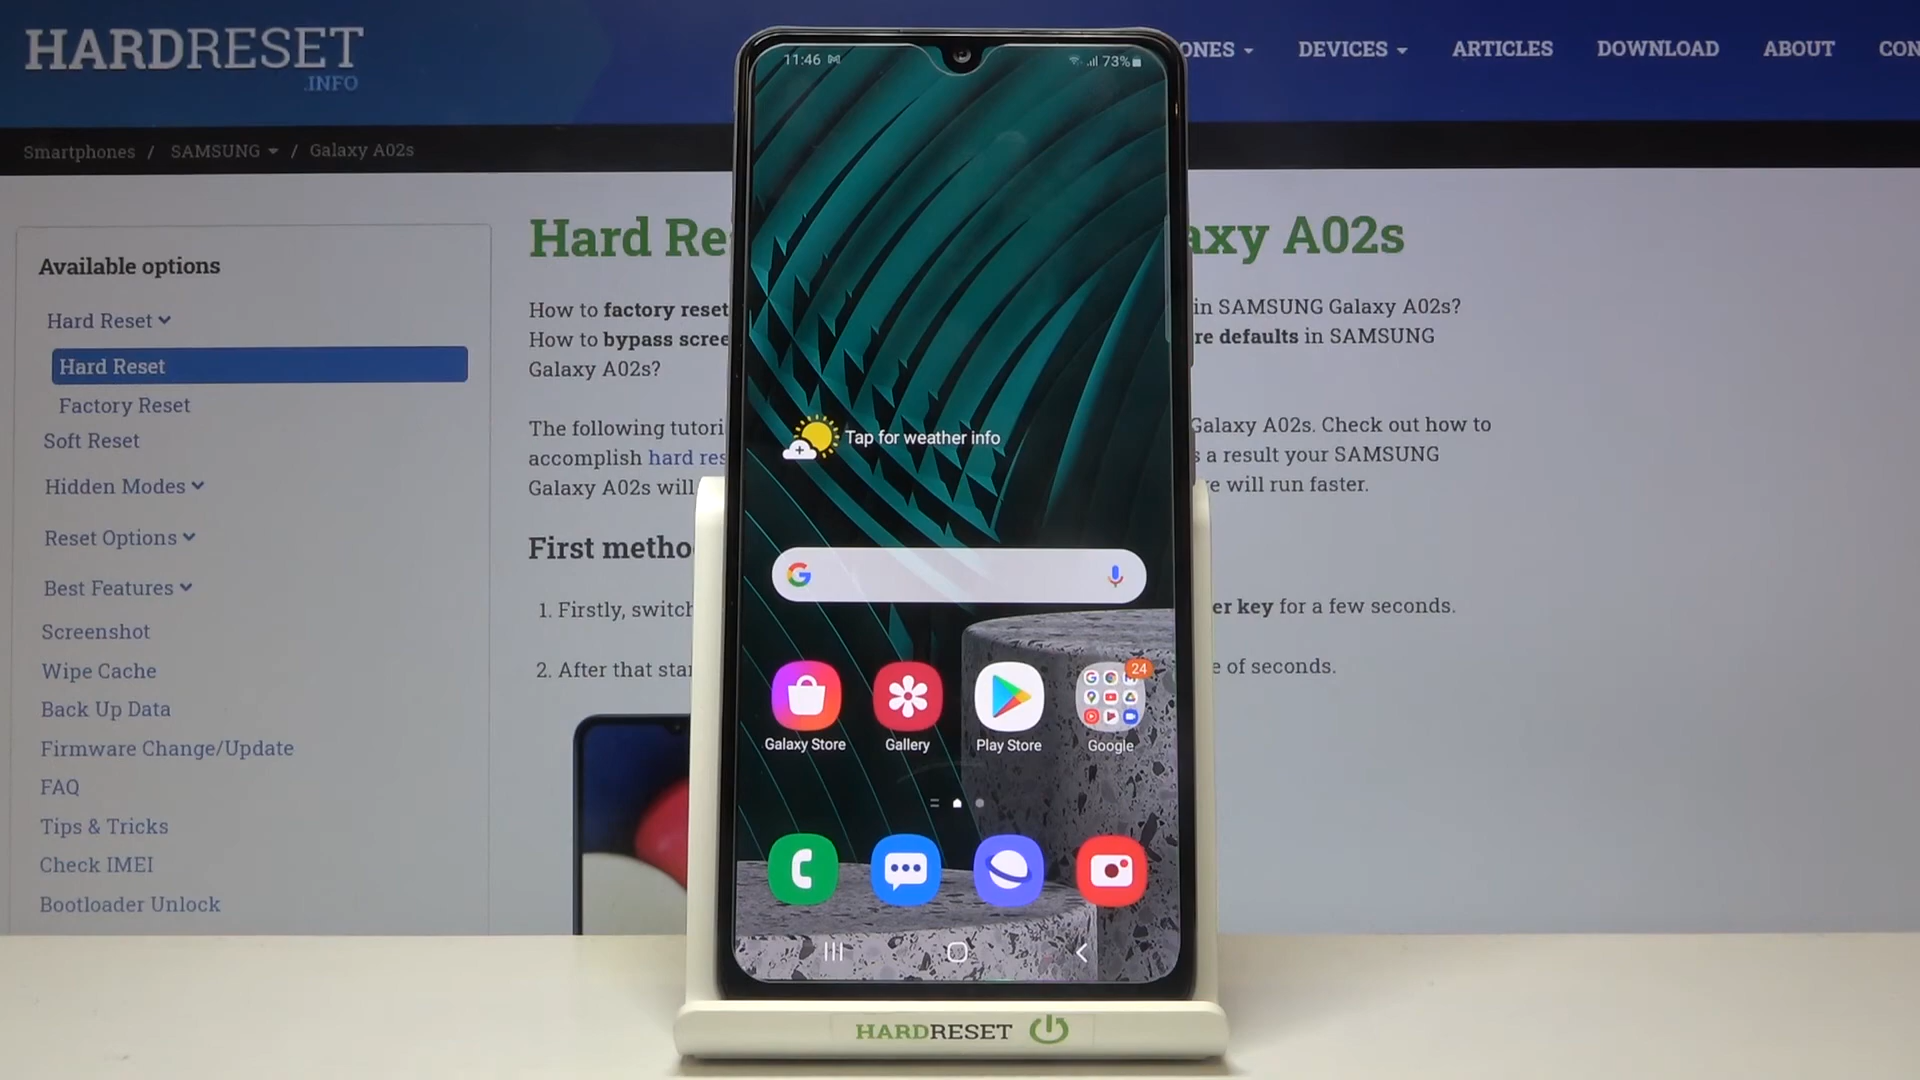 HARDRESET
.INFO
ONES
DEVICES
ARTICLES
DOWNLOAD
ABOUT
CON
Smartphones / SAMSUNG / Galaxy A02s
Available options
Hard Reset
Hard Reset
Factory Reset
Soft Reset
Hidden Modes
Reset Options
Best Features
Screenshot
Wipe Cache
Back Up Data
Firmware Change/Update
FAQ
Tips & Tricks
Check IMEI
Bootloader Unlock
Hard Re
axy A02s
How to factory reset
in SAMSUNG Galaxy A02s?
How to bypass scree
re defaults in SAMSUNG
Galaxy A02s?
The following tutori
Galaxy A02s. Check out how to
accomplish hard res
s a result your SAMSUNG
Galaxy A02s will
e will run faster.
First metho
1. Firstly, switch
er key for a few seconds.
2. After that star
e of seconds.
11:46
73%
Tap for weather info
24
Galaxy Store
Gallery
Play Store
Google
HARDRESET